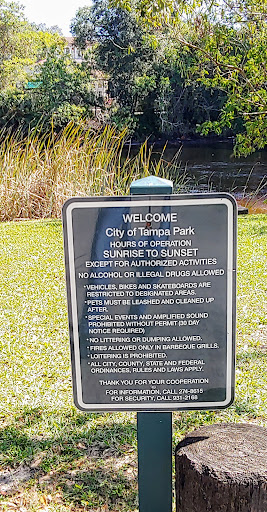 WELCOME
City of Tampa Park
HOURS OF OPERATION
SUNRISE TO SUNSET
EXCEPT FOR AUTHORIZED ACTIVITIES
NO ALCOHOL OR ILLEGAL DRUGS ALLOWED
• VEHICLES, BIKES AND SKATEBOARDS ARE
RESTRICTED TO DESIGNATED AREAS.
• PETS MUST BE LEASHED AND CLEANED UP
AFTER.
• SPECIAL EVENTS AND AMPLIFIED SOUND
PROHIBITED WITHOUT PERMIT (30 DAY
NOTICE REQUIRED)
• NO LITTERING OR DUMPING ALLOWED.
• FIRES ALLOWED ONLY IN BARBECUE GRILLS.
• LOITERING IS PROHIBITED.
• ALL CITY, COUNTY, STATE AND FEDERAL
ORDINANCES, RULES AND LAWS APPLY.
THANK YOU FOR YOUR COOPERATION
FOR INFORMATION, CALL 274-8615
FOR SECURITY, CALL 931-2168